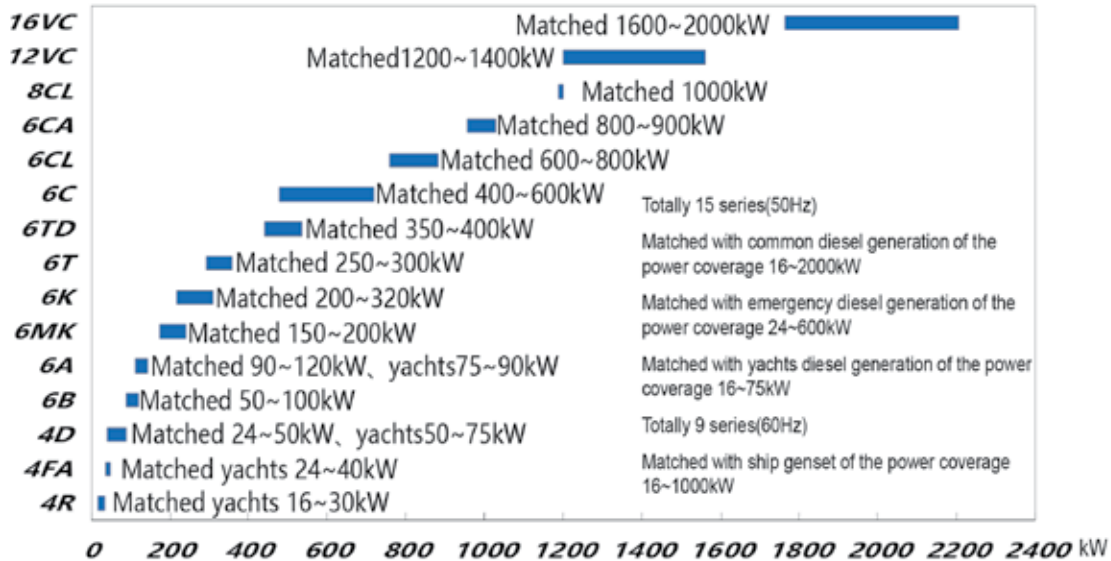 16VC Matched 1600~2000kW
12VC Matched1200~1400kW
8CL Matched 1000kW
6CA Matched 800~900kW
6CL Matched 600~800kW
6C Matched 400~600kW
6TD Matched 350~400kW
6T Matched 250~300kW
6K Matched 200~320kW
6MK Matched 150~200kW
6A Matched 90~120kW、yachts75~90kW
6B Matched 50~100kW
4D Matched 24~50kW、yachts50~75kW
4FA Matched yachts 24~40kW
4R Matched yachts 16~30kW
Totally 15 series(50Hz)
Matched with common diesel generation of the
power coverage 16~2000kW
Matched with emergency diesel generation of the
power coverage 24~600kW
Matched with yachts diesel generation of the power
coverage 16~75kW
Totally 9 series(60Hz)
Matched with ship genset of the power coverage
16~1000kW
0 200 400 600 800 1000 1200 1400 1600 1800 2000 2200 2400 kW